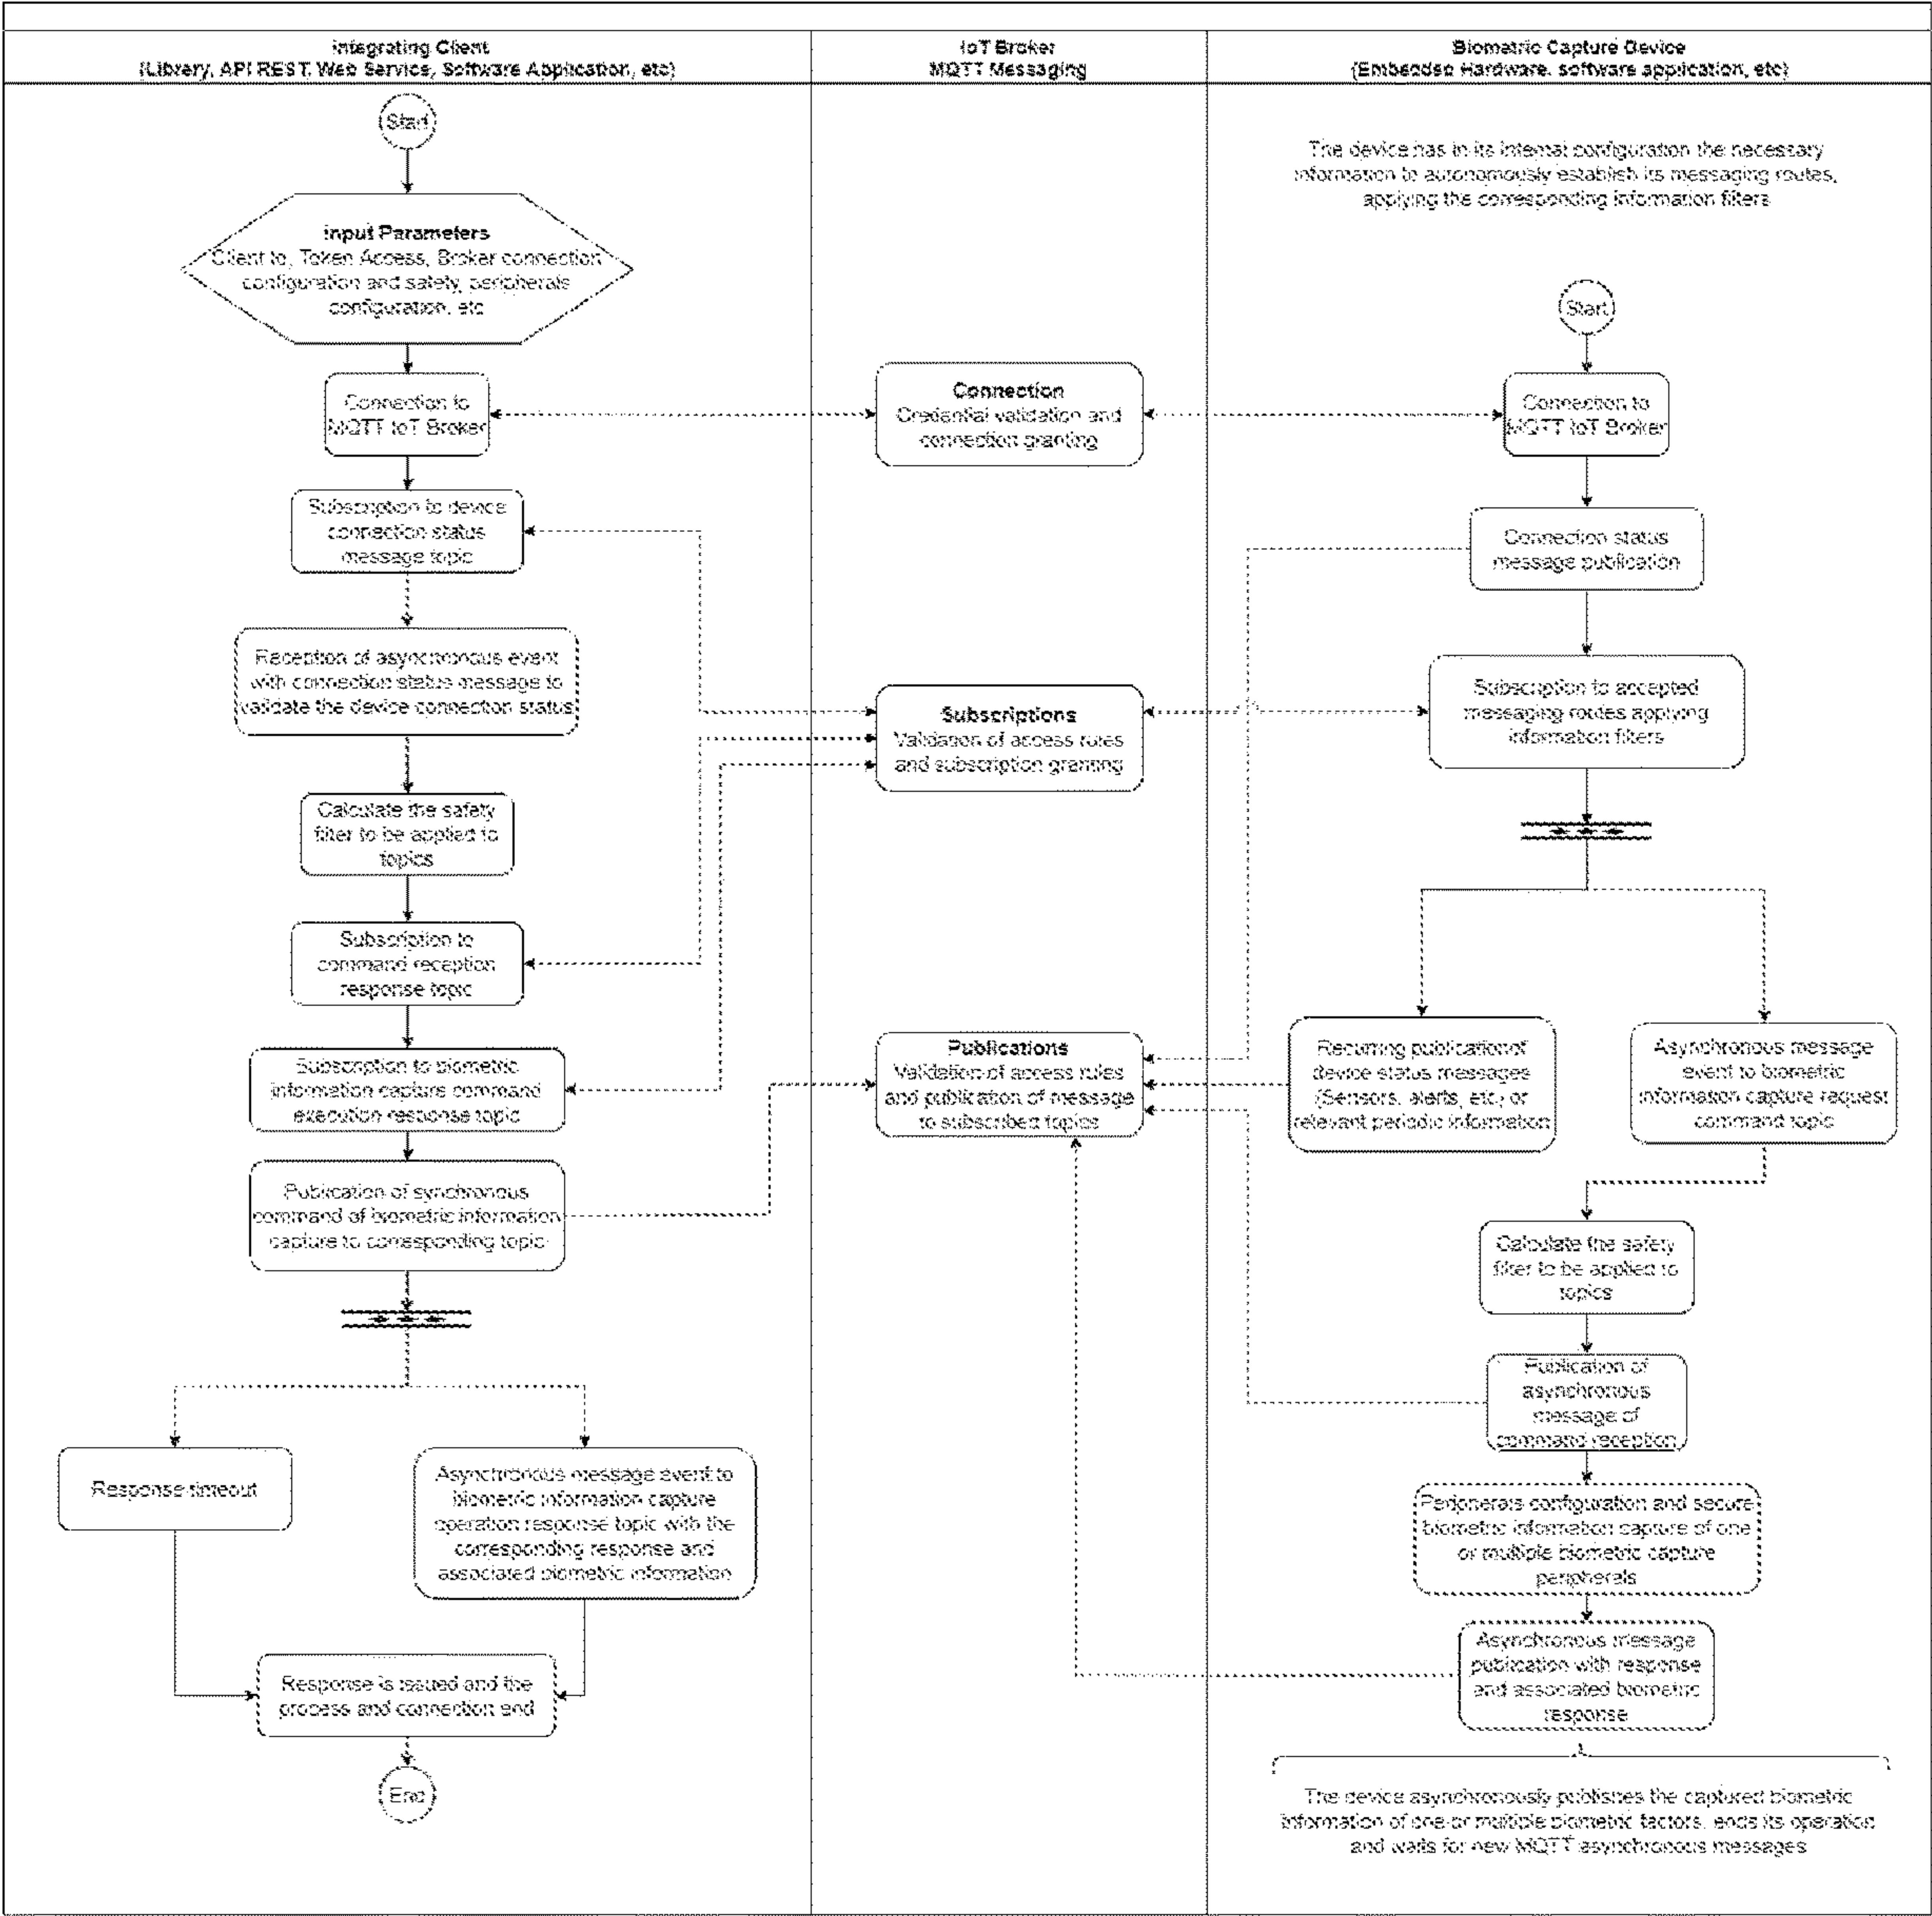 Integrating Client
(Library, API REST, Web Service, Software Application, etc)
IoT Broker
MQTT Messaging
Biometric Capture Device
(Embedded Hardware, software application, etc)
Start
Input Parameters
Client Id, Token Access, Broker connection
configuration and safety, peripherals
configuration, etc
Connection to
MQTT IoT Broker
Subscription to device
connection status
message topic
Reception of asynchronous event
with connection status message to
validate the device connection status
Calculate the safety
filter to be applied to
topics
Subscription to
command reception
response topic
Subscription to biometric
information capture command
execution response topic
Publication of synchronous
command of biometric information
capture to corresponding topic
Response timeout
Asynchronous message event to
biometric information capture
operation response topic with the
corresponding response and
associated biometric information
Response is issued and the
process and connection end
End
Connection
Credential validation and
connection granting
Subscriptions
Validation of access rules
and subscription granting
Publications
Validation of access rules
and publication of message
to subscribed topics
The device has in its internal configuration the necessary
information to autonomously establish its messaging routes,
applying the corresponding information filters
Start
Connection to
MQTT IoT Broker
Connection status
message publication
Subscription to accepted
messaging routes applying
information filters
Recurring publication of
device status messages
(Sensors, alerts, etc) or
relevant periodic information
Asynchronous message
event to biometric
information capture request
command topic
Calculate the safety
filter to be applied to
topics
Publication of
asynchronous
message of
command reception
Peripherals configuration and secure
biometric information capture of one
or multiple biometric capture
peripherals
Asynchronous message
publication with response
and associated biometric
response
The device asynchronously publishes the captured biometric
information of one or multiple biometric factors, ends its operation
and waits for new MQTT asynchronous messages